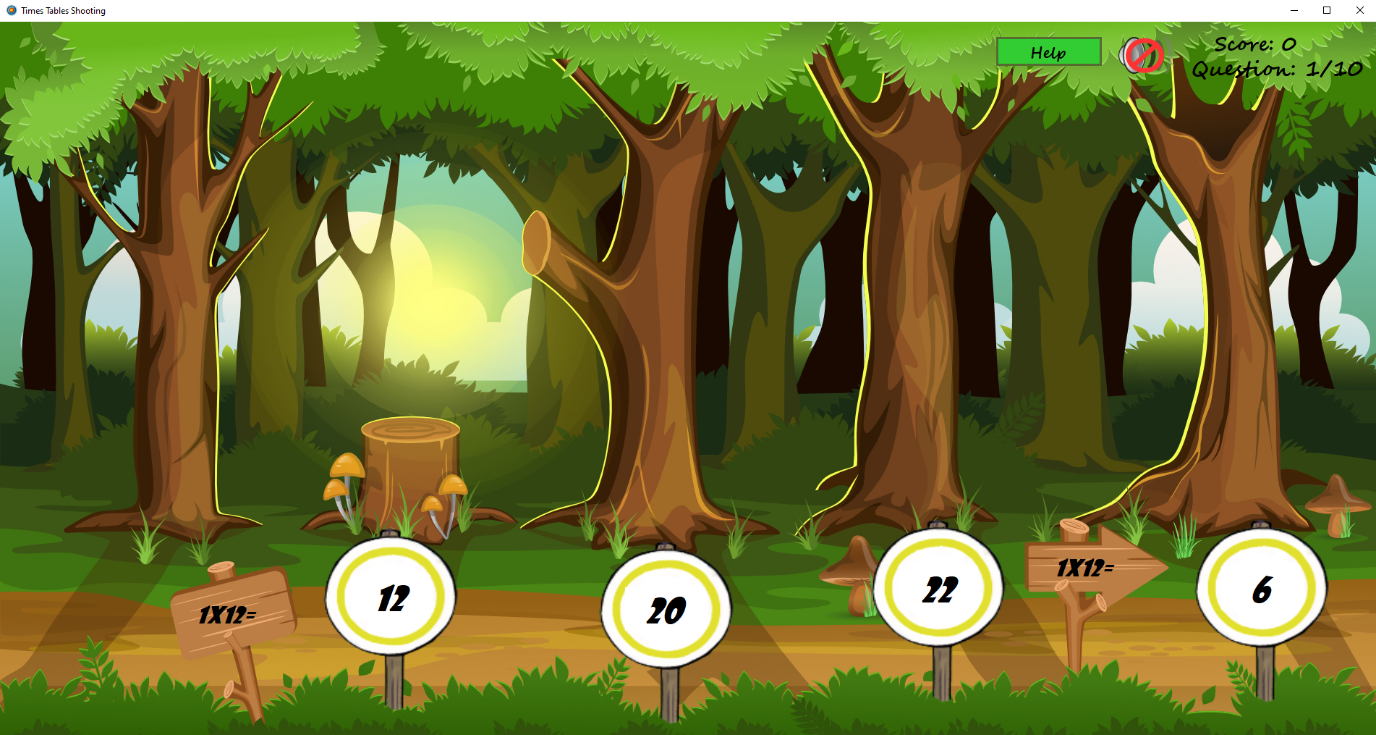 Times Tables Shooting
Help
Score: 0
Question: 1/10
1X12=
12
20
22
1X12=
6